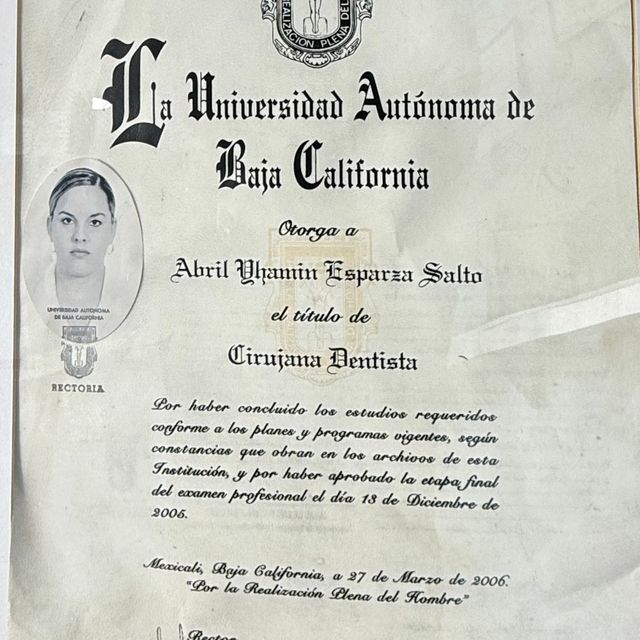 REALIZACION PLENA DEL
La Universidad Autónoma de
Baja California
Otorga a
Abril Yhamin Esparza Salto
el título de
Cirujana Dentista
UNIVERSIDAD AUTONOMA
DE BAJA CALIFORNIA
RECTORIA
Por haber concluido los estudios requeridos
conforme a los planes y programas vigentes, según
constancias que obran en los archivos de esta
Institución, y por haber aprobado la etapa final
del examen profesional el día 13 de Diciembre de
2005.
Mexicali, Baja California, a 27 de Marzo de 2006.
"Por la Realización Plena del Hombre"
Rector